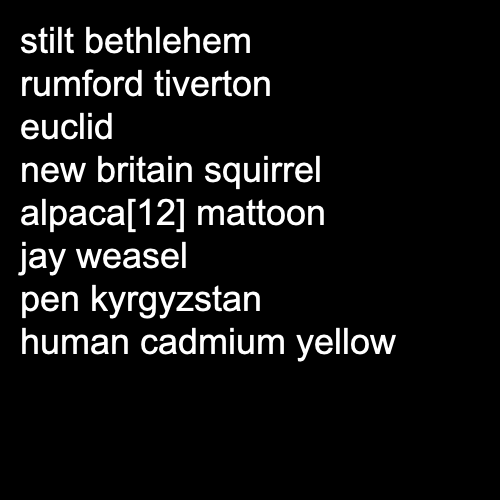 stilt bethlehem
rumford tiverton
euclid
new britain squirrel
alpaca[12] mattoon
jay weasel
pen kyrgyzstan
human cadmium yellow